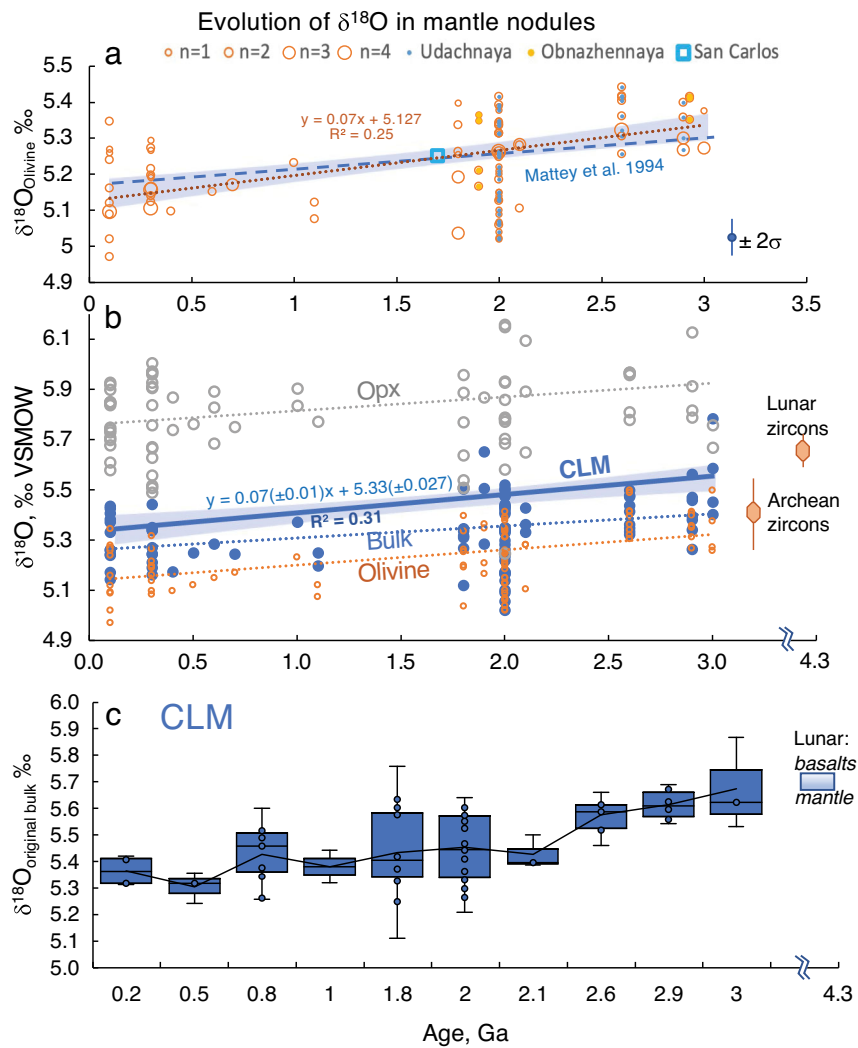 Evolution of δ¹⁸O in mantle nodules
a
n=1 n=2 n=3 n=4 Udachnaya Obnazhennaya San Carlos
δ¹⁸O Olivine ‰
5.5
5.4
5.3
5.2
5.1
5
4.9
y = 0.07x + 5.127
R² = 0.25
Mattey et al. 1994
± 2σ
0 0.5 1 1.5 2 2.5 3 3.5
b
δ¹⁸O, ‰ VSMOW
6.1
5.9
5.7
5.5
5.3
5.1
4.9
Opx
CLM
y = 0.07(±0.01)x + 5.33(±0.027)
R² = 0.31
Bulk
Olivine
Lunar
zircons
Archean
zircons
0.0 0.5 1.0 1.5 2.0 2.5 3.0 4.3
c
CLM
δ¹⁸O original bulk ‰
6.0
5.9
5.8
5.7
5.6
5.5
5.4
5.3
5.2
5.1
5.0
Lunar:
basalts
mantle
0.2 0.5 0.8 1 1.8 2 2.1 2.6 2.9 3 4.3
Age, Ga